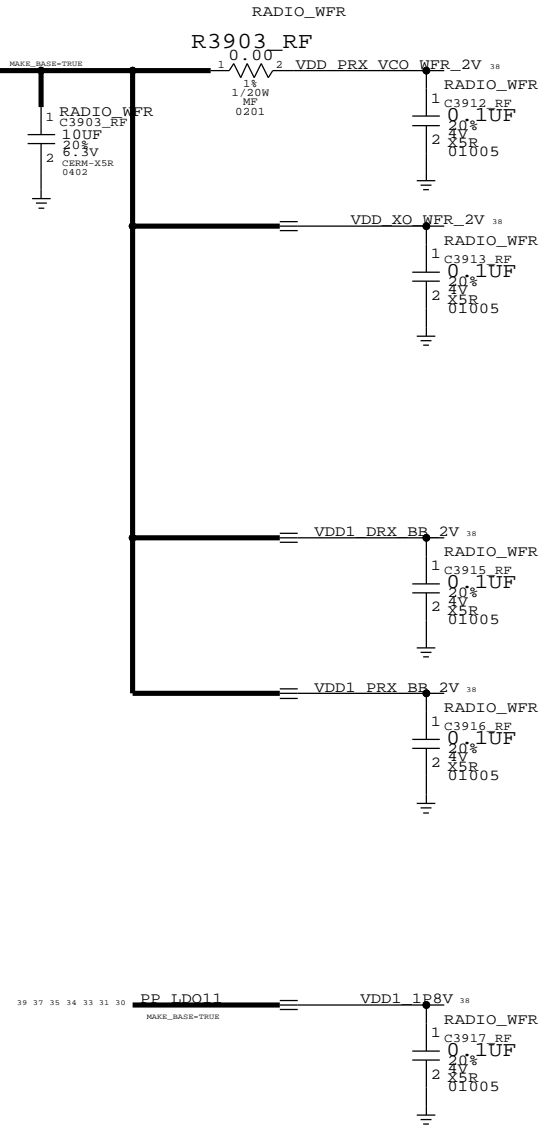 RADIO_WFR
R3903_RF
0.00
MAKE_BASE=TRUE
1 2 VDD_PRX_VCO_WFR_2V 38
1%
1/20W
MF
0201
RADIO_WFR
1 C3912_RF
0.1UF
20%
4V
2 X5R
01005
RADIO_WFR
1 C3903_RF
10UF
20%
2 6.3V
CERM-X5R
0402
VDD_XO_WFR_2V 38
RADIO_WFR
1 C3913_RF
0.1UF
20%
4V
2 X5R
01005
VDD1_DRX_BB_2V 38
RADIO_WFR
1 C3915_RF
0.1UF
20%
4V
2 X5R
01005
VDD1_PRX_BB_2V 38
RADIO_WFR
1 C3916_RF
0.1UF
20%
4V
2 X5R
01005
39 37 35 34 33 31 30 PP_LDO11 VDD1_1P8V 38
MAKE_BASE=TRUE
RADIO_WFR
1 C3917_RF
0.1UF
20%
4V
2 X5R
01005